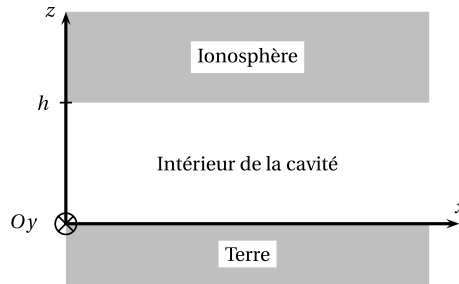 z
Ionosphère
h
Intérieur de la cavité
x
Oy
Terre